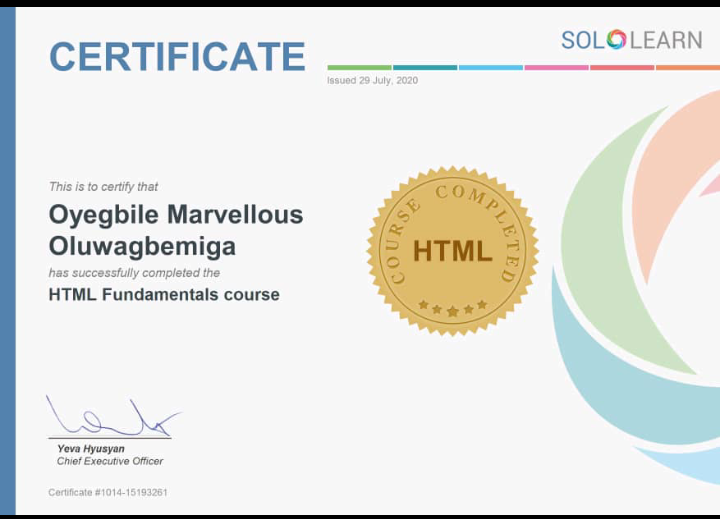 CERTIFICATE
SOLOLEARN
Issued 29 July, 2020
This is to certify that
Oyegbile Marvellous
Oluwagbemiga
has successfully completed the
HTML Fundamentals course
COURSE COMPLETED
HTML
Yeva Hyusyan
Chief Executive Officer
Certificate #1014-15193261